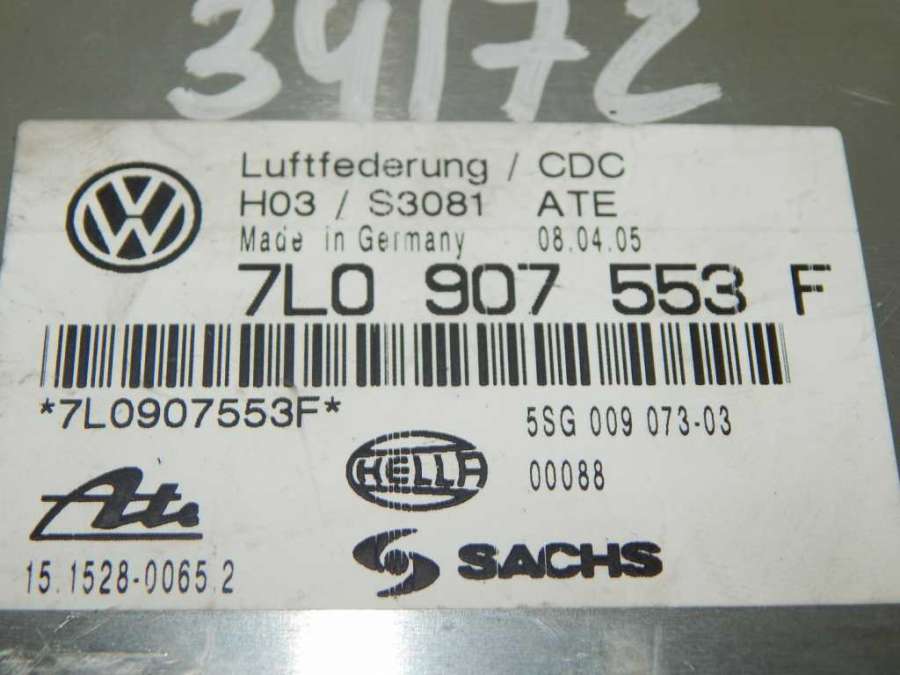 34172
Luftfederung / CDC
H03 / S3081 ATE
Made in Germany 08.04.05
7L0 907 553 F
*7L0907553F*
5SG 009 073-03
HELLA
00088
Ate
SACHS
15.1528-0065.2